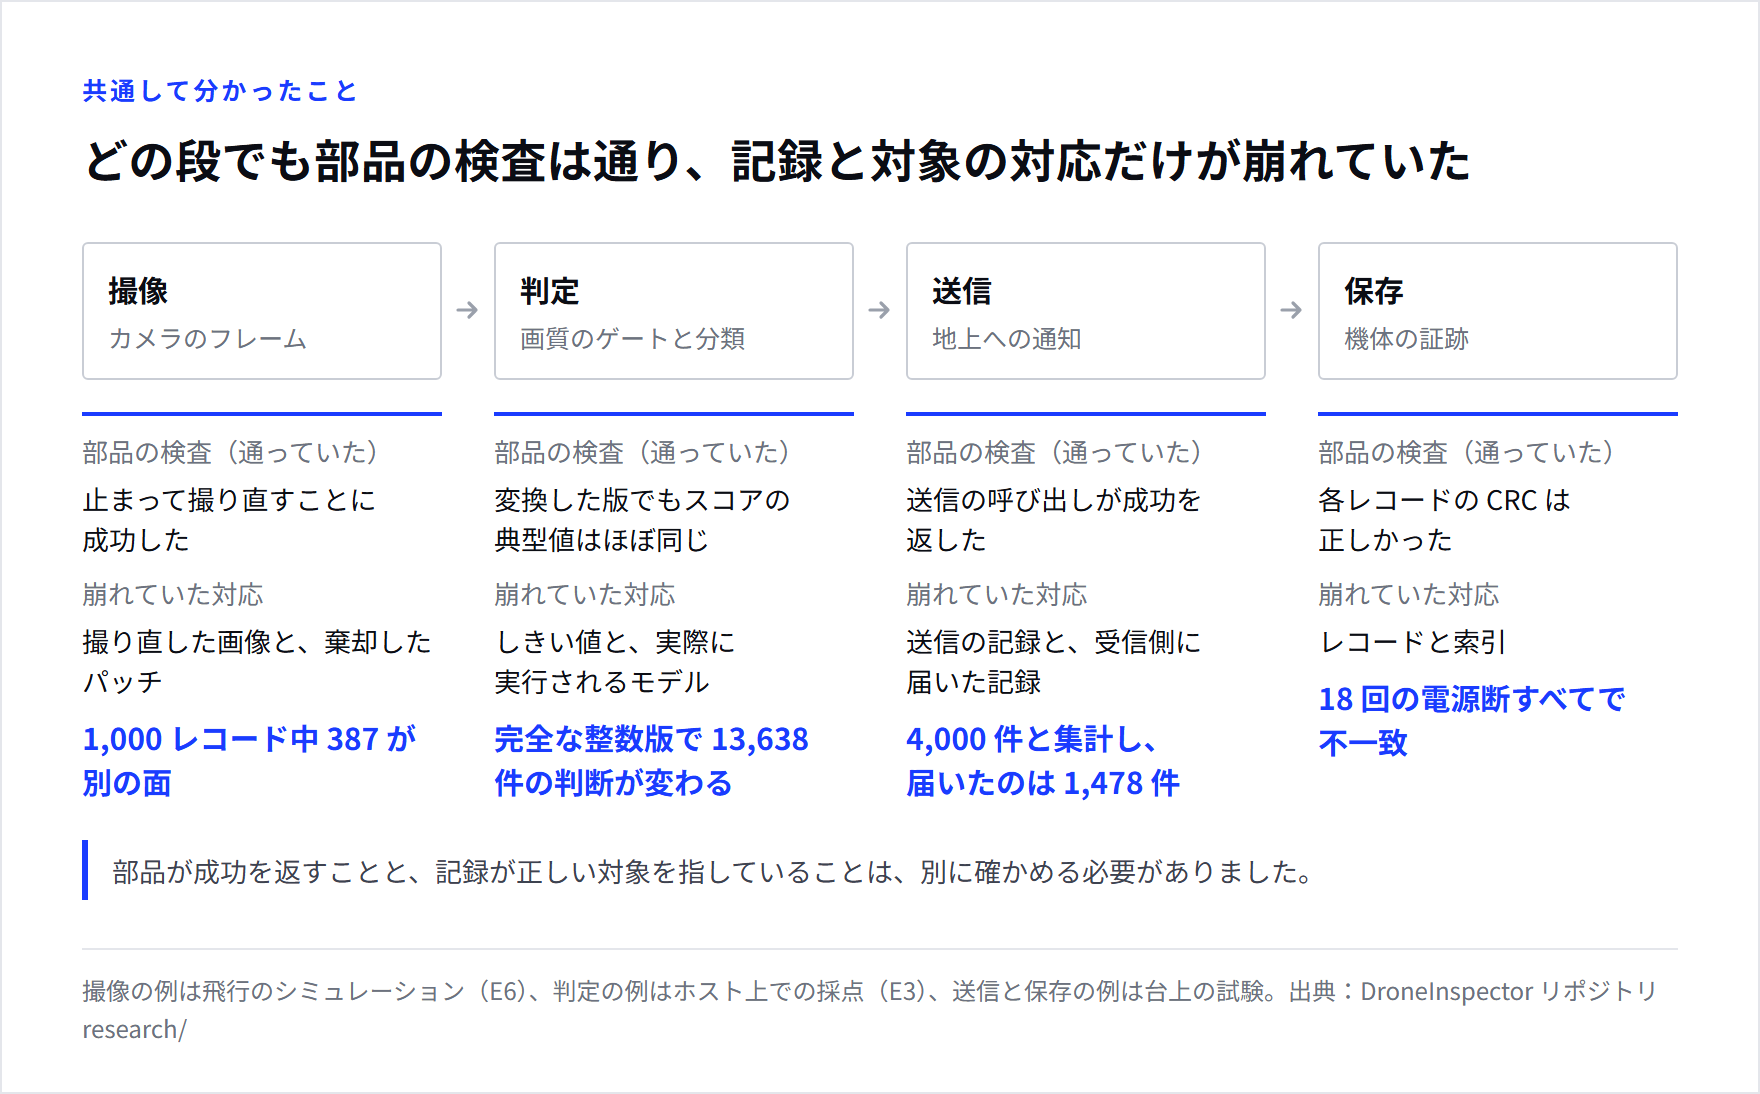 共通して分かったこと
どの段でも部品の検査は通り、記録と対象の対応だけが崩れていた
撮像
カメラのフレーム
→
判定
画質のゲートと分類
→
送信
地上への通知
→
保存
機体の証跡
部品の検査（通っていた）
止まって撮り直すことに
成功した
崩れていた対応
撮り直した画像と、棄却した
パッチ
1,000 レコード中 387 が
別の面
部品の検査（通っていた）
変換した版でもスコアの
典型値はほぼ同じ
崩れていた対応
しきい値と、実際に
実行されるモデル
完全な整数版で 13,638
件の判断が変わる
部品の検査（通っていた）
送信の呼び出しが成功を
返した
崩れていた対応
送信の記録と、受信側に
届いた記録
4,000 件と集計し、
届いたのは 1,478 件
部品の検査（通っていた）
各レコードの CRC は
正しかった
崩れていた対応
レコードと索引
18 回の電源断すべてで
不一致
部品が成功を返すことと、記録が正しい対象を指していることは、別に確かめる必要がありました。
撮像の例は飛行のシミュレーション（E6）、判定の例はホスト上での採点（E3）、送信と保存の例は台上の試験。出典：DroneInspector リポジトリ
research/